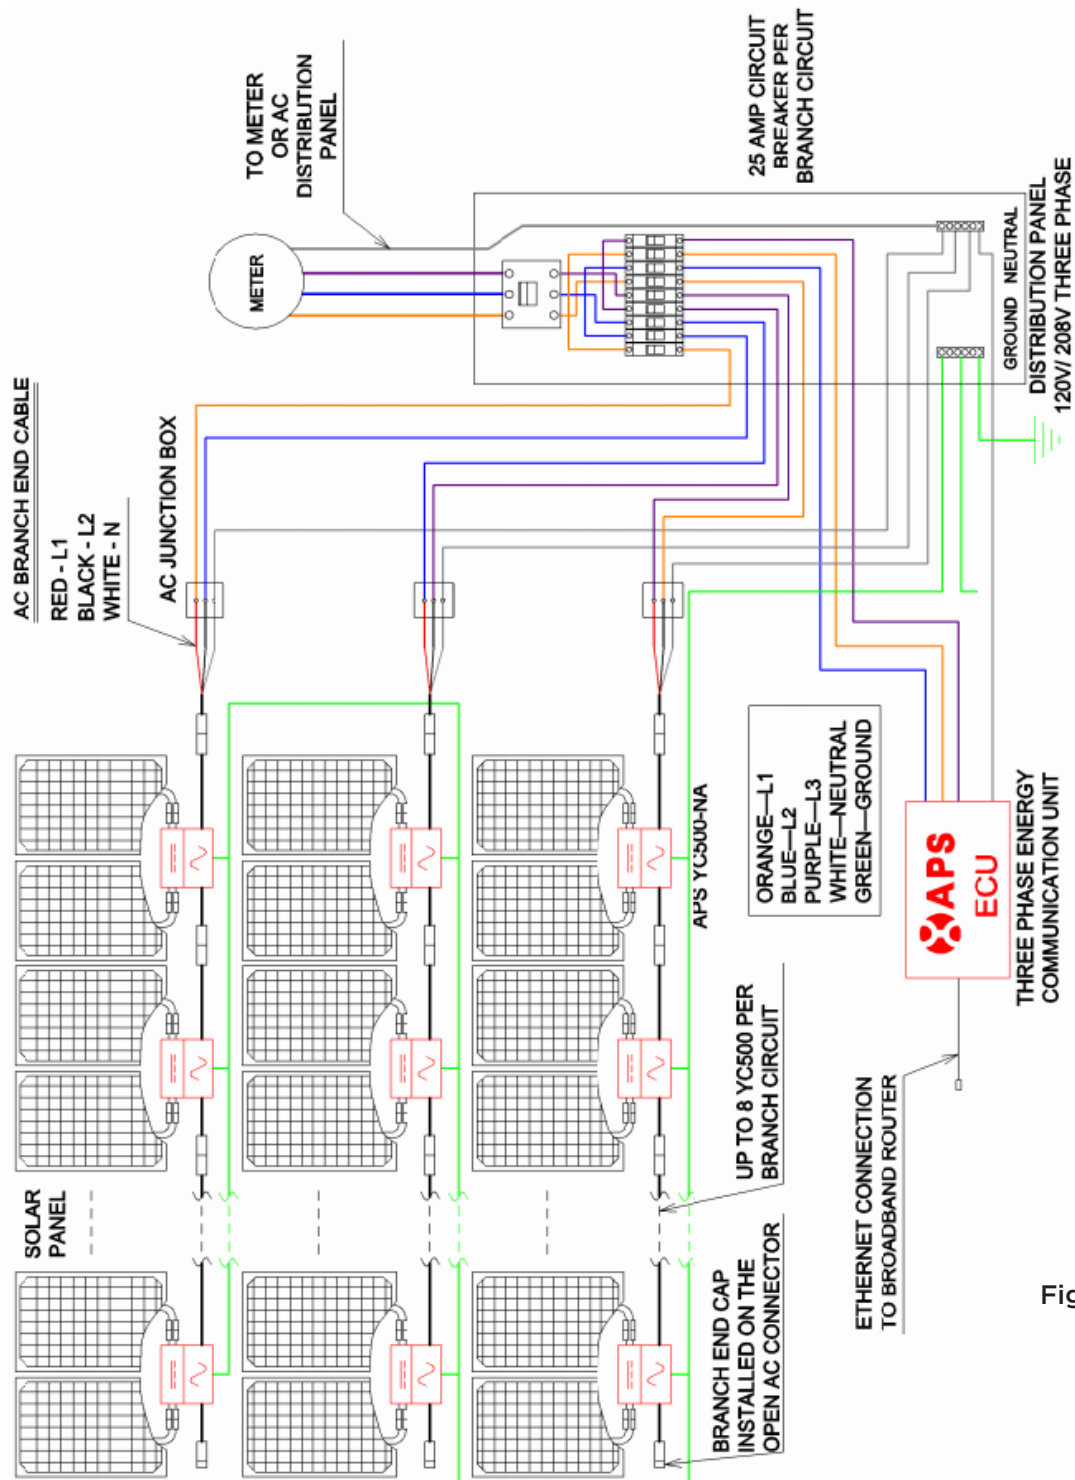 TO METER
OR AC
DISTRIBUTION
PANEL
25 AMP CIRCUIT
BREAKER PER
BRANCH CIRCUIT
METER
AC BRANCH END CABLE
RED - L1
BLACK - L2
WHITE - N
AC JUNCTION BOX
GROUND NEUTRAL
DISTRIBUTION PANEL
120V/ 208V THREE PHASE
APS YC500-NA
ORANGE—L1
BLUE—L2
PURPLE—L3
WHITE—NEUTRAL
GREEN—GROUND
APS
ECU
THREE PHASE ENERGY
COMMUNICATION UNIT
SOLAR
PANEL
UP TO 8 YC500 PER
BRANCH CIRCUIT
BRANCH END CAP
INSTALLED ON THE
OPEN AC CONNECTOR
ETHERNET CONNECTION
TO BROADBAND ROUTER
Fig